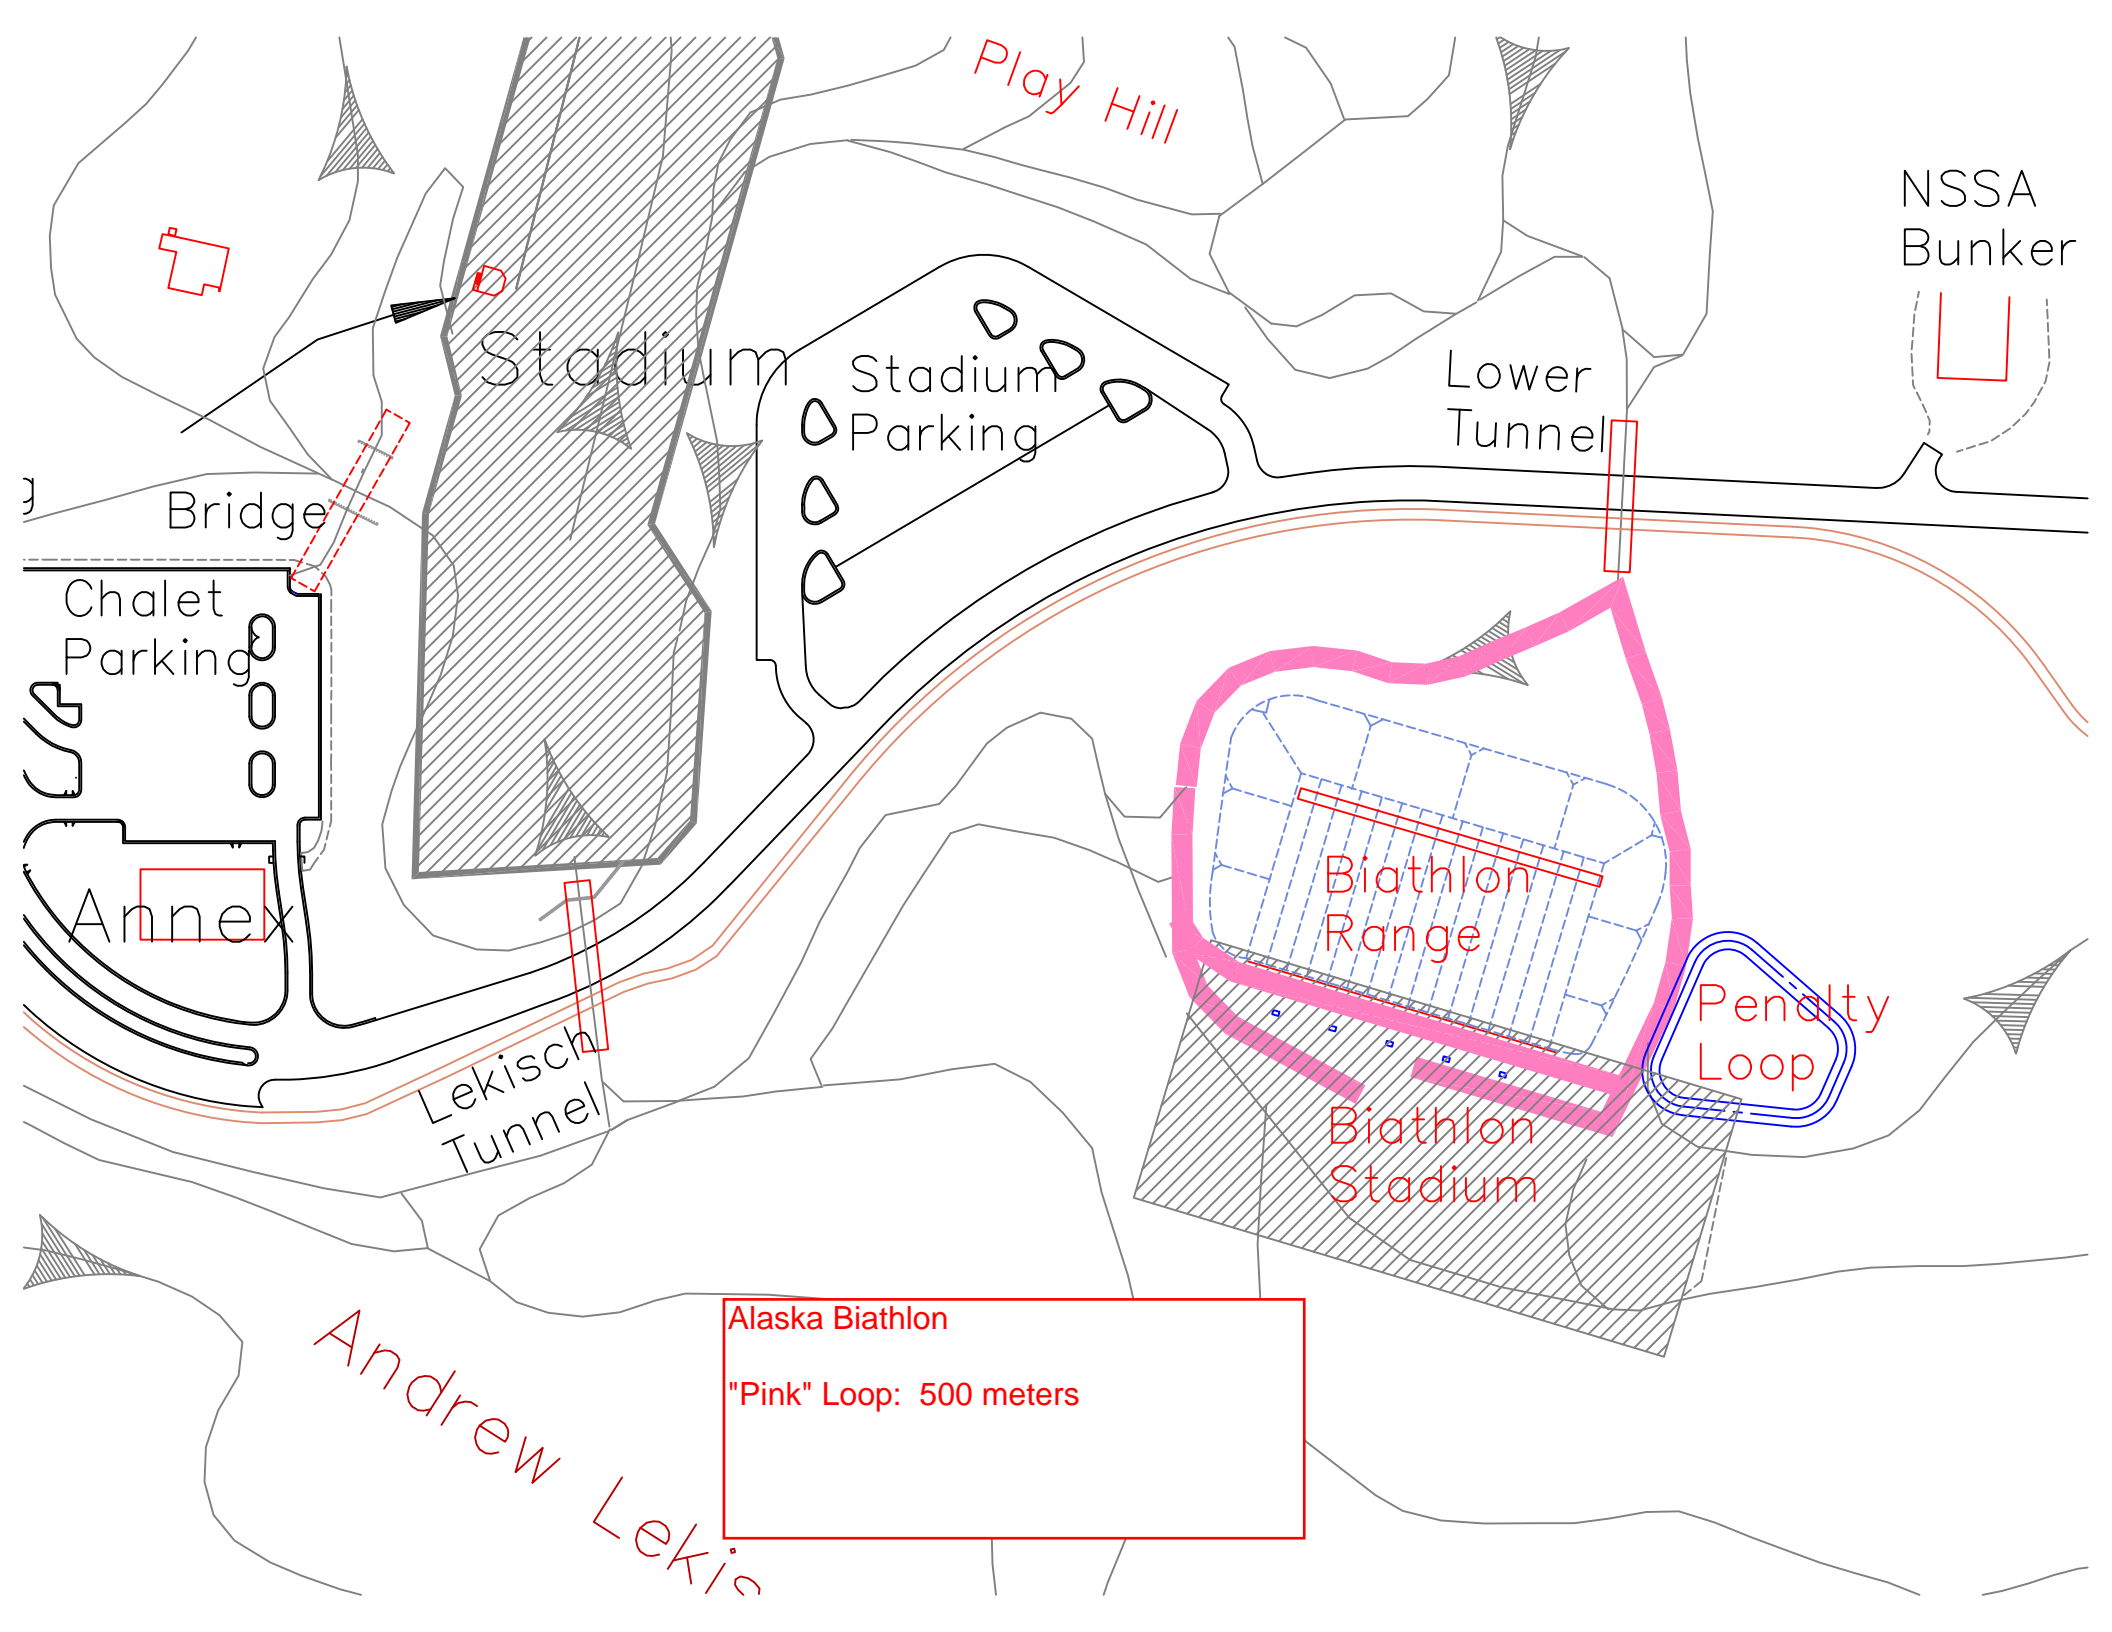 Play Hill
NSSA
Bunker
Stadium
Stadium
Parking
Lower
Tunnel
g
Bridge
Chalet
Parking
Annex
Biathlon
Range
Penalty
Loop
Lekisch
Tunnel
Biathlon
Stadium
Alaska Biathlon
"Pink" Loop: 500 meters
Andrew Lekis